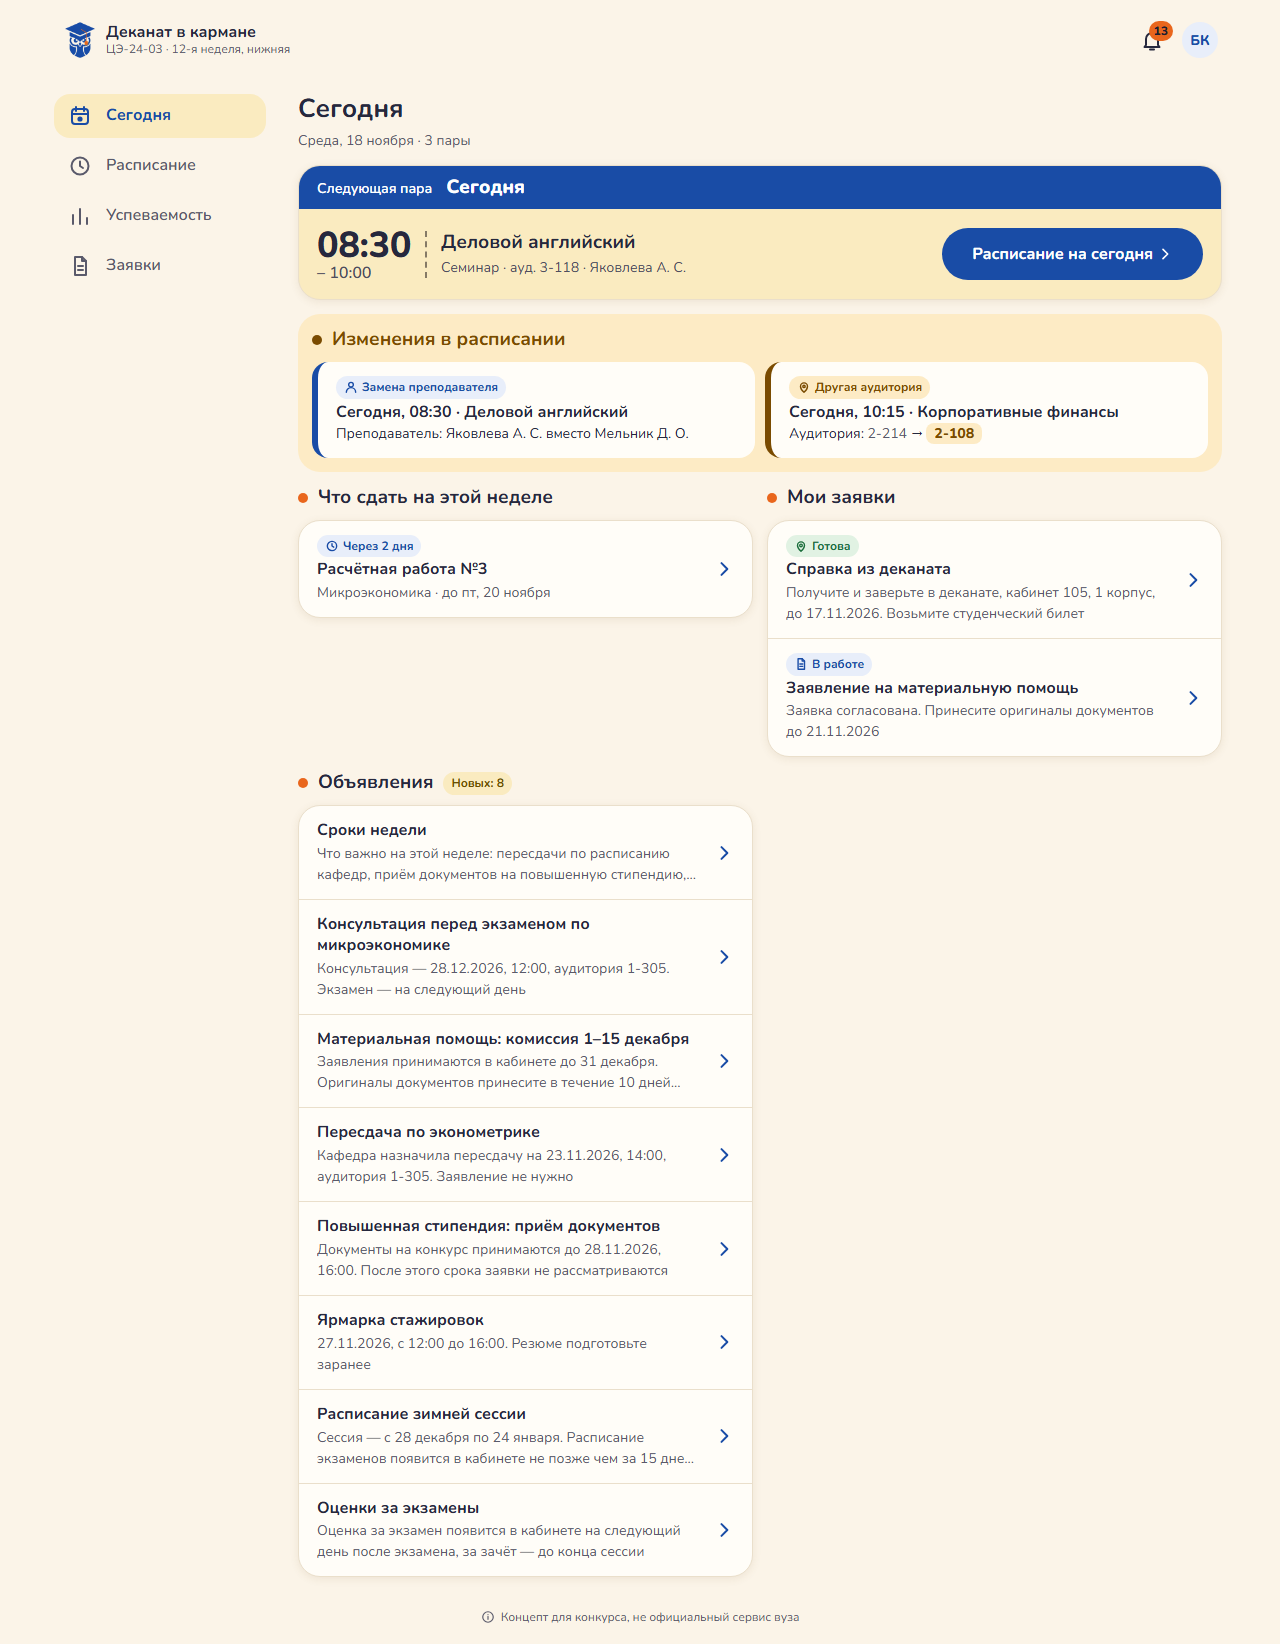 Деканат в кармане
ЦЭ-24-03 · 12-я неделя, нижняя
13
БК
Сегодня
Расписание
Успеваемость
Заявки
Сегодня
Среда, 18 ноября · 3 пары
Следующая пара Сегодня
08:30
– 10:00
Деловой английский
Семинар · ауд. 3-118 · Яковлева А. С.
Расписание на сегодня
Изменения в расписании
Замена преподавателя
Сегодня, 08:30 · Деловой английский
Преподаватель: Яковлева А. С. вместо Мельник Д. О.
Другая аудитория
Сегодня, 10:15 · Корпоративные финансы
Аудитория: 2-214 → 2-108
Что сдать на этой неделе
Через 2 дня
Расчётная работа №3
Микроэкономика · до пт, 20 ноября
Мои заявки
Готова
Справка из деканата
Получите и заверьте в деканате, кабинет 105, 1 корпус,
до 17.11.2026. Возьмите студенческий билет
В работе
Заявление на материальную помощь
Заявка согласована. Принесите оригиналы документов
до 21.11.2026
Объявления Новых: 8
Сроки недели
Что важно на этой неделе: пересдачи по расписанию
кафедр, приём документов на повышенную стипендию,...
Консультация перед экзаменом по
микроэкономике
Консультация — 28.12.2026, 12:00, аудитория 1-305.
Экзамен — на следующий день
Материальная помощь: комиссия 1–15 декабря
Заявления принимаются в кабинете до 31 декабря.
Оригиналы документов принесите в течение 10 дней...
Пересдача по эконометрике
Кафедра назначила пересдачу на 23.11.2026, 14:00,
аудитория 1-305. Заявление не нужно
Повышенная стипендия: приём документов
Документы на конкурс принимаются до 28.11.2026,
16:00. После этого срока заявки не рассматриваются
Ярмарка стажировок
27.11.2026, с 12:00 до 16:00. Резюме подготовьте
заранее
Расписание зимней сессии
Сессия — с 28 декабря по 24 января. Расписание
экзаменов появится в кабинете не позже чем за 15 дне...
Оценки за экзамены
Оценка за экзамен появится в кабинете на следующий
день после экзамена, за зачёт — до конца сессии
Концепт для конкурса, не официальный сервис вуза